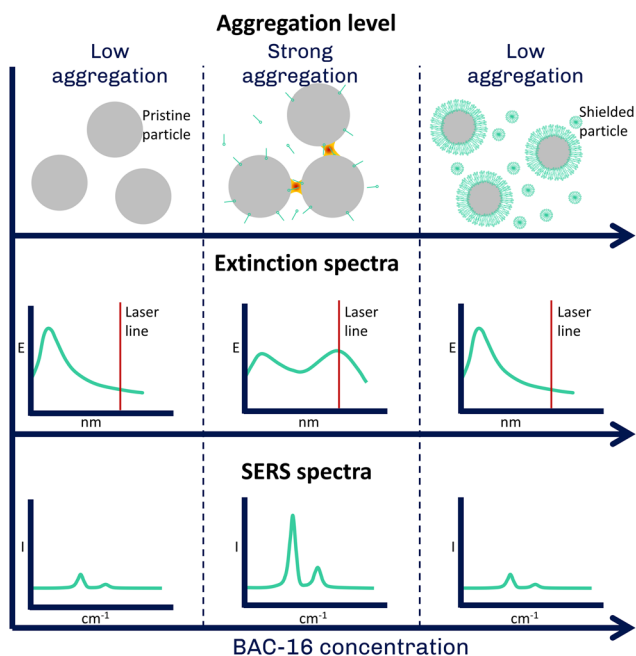 Aggregation level
Low
aggregation
Strong
aggregation
Low
aggregation
Pristine
particle
Shielded
particle
Extinction spectra
E
Laser
line
nm
E
Laser
line
nm
E
Laser
line
nm
SERS spectra
I
cm-1
I
cm-1
I
cm-1
BAC-16 concentration